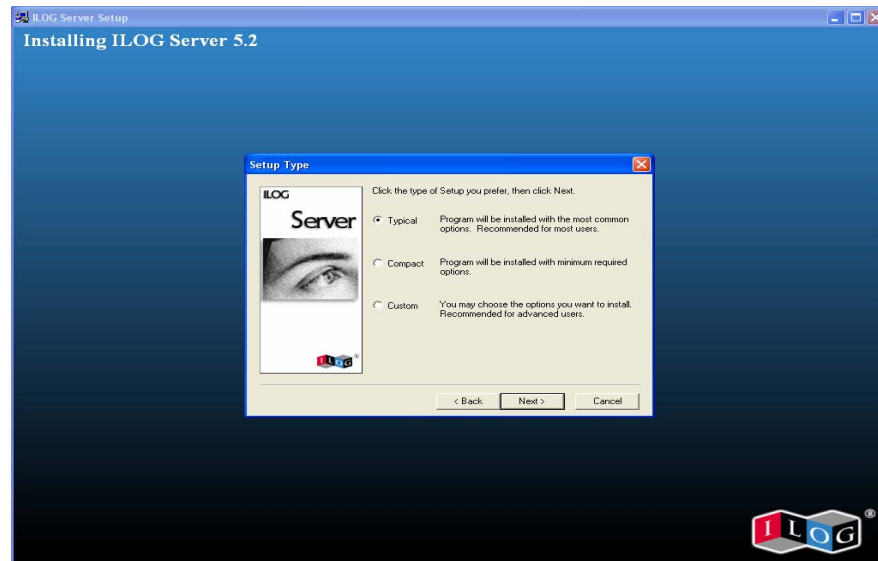 ILOG Server Setup
Installing ILOG Server 5.2
Setup Type
ILOG
Server
ILOG®
Click the type of Setup you prefer, then click Next.
Typical Program will be installed with the most common
options. Recommended for most users.
Compact Program will be installed with minimum required
options.
Custom You may choose the options you want to install.
Recommended for advanced users.
< Back Next > Cancel
ILOG®